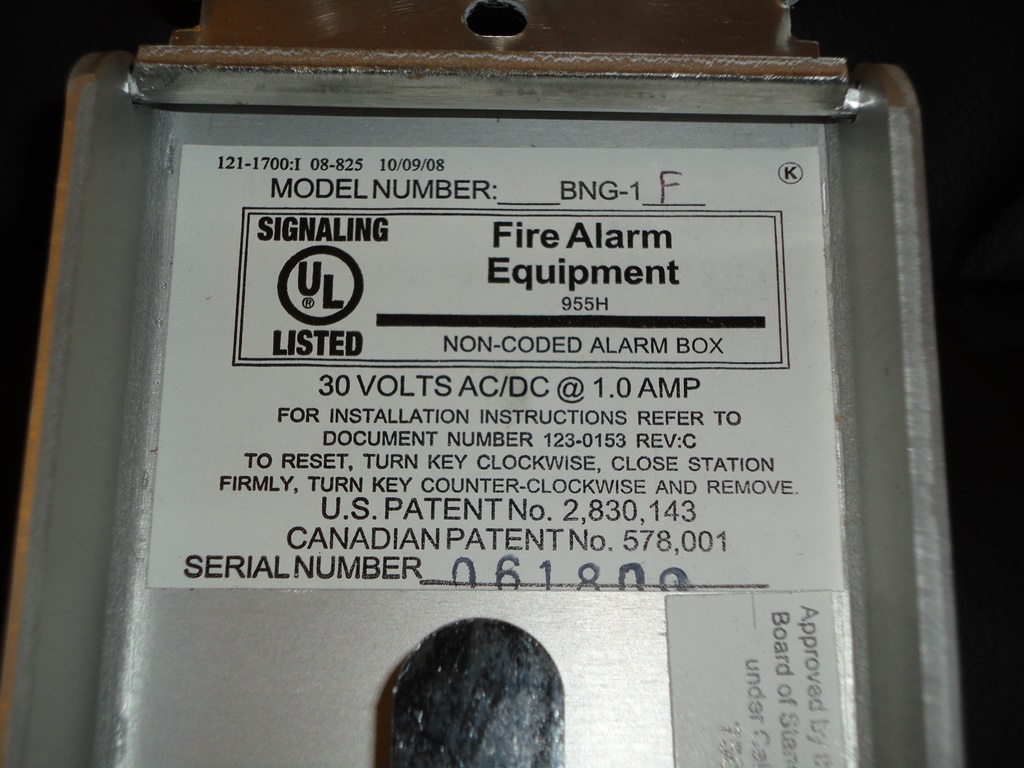 121-1700:I 08-825 10/09/08
MODEL NUMBER:____BNG-1 F
K
SIGNALING
UL
®
LISTED
Fire Alarm
Equipment
955H
NON-CODED ALARM BOX
30 VOLTS AC/DC @ 1.0 AMP
FOR INSTALLATION INSTRUCTIONS REFER TO
DOCUMENT NUMBER 123-0153 REV:C
TO RESET, TURN KEY CLOCKWISE, CLOSE STATION
FIRMLY, TURN KEY COUNTER-CLOCKWISE AND REMOVE.
U.S. PATENT No. 2,830,143
CANADIAN PATENT No. 578,001
SERIAL NUMBER
Approved by
Board of
under